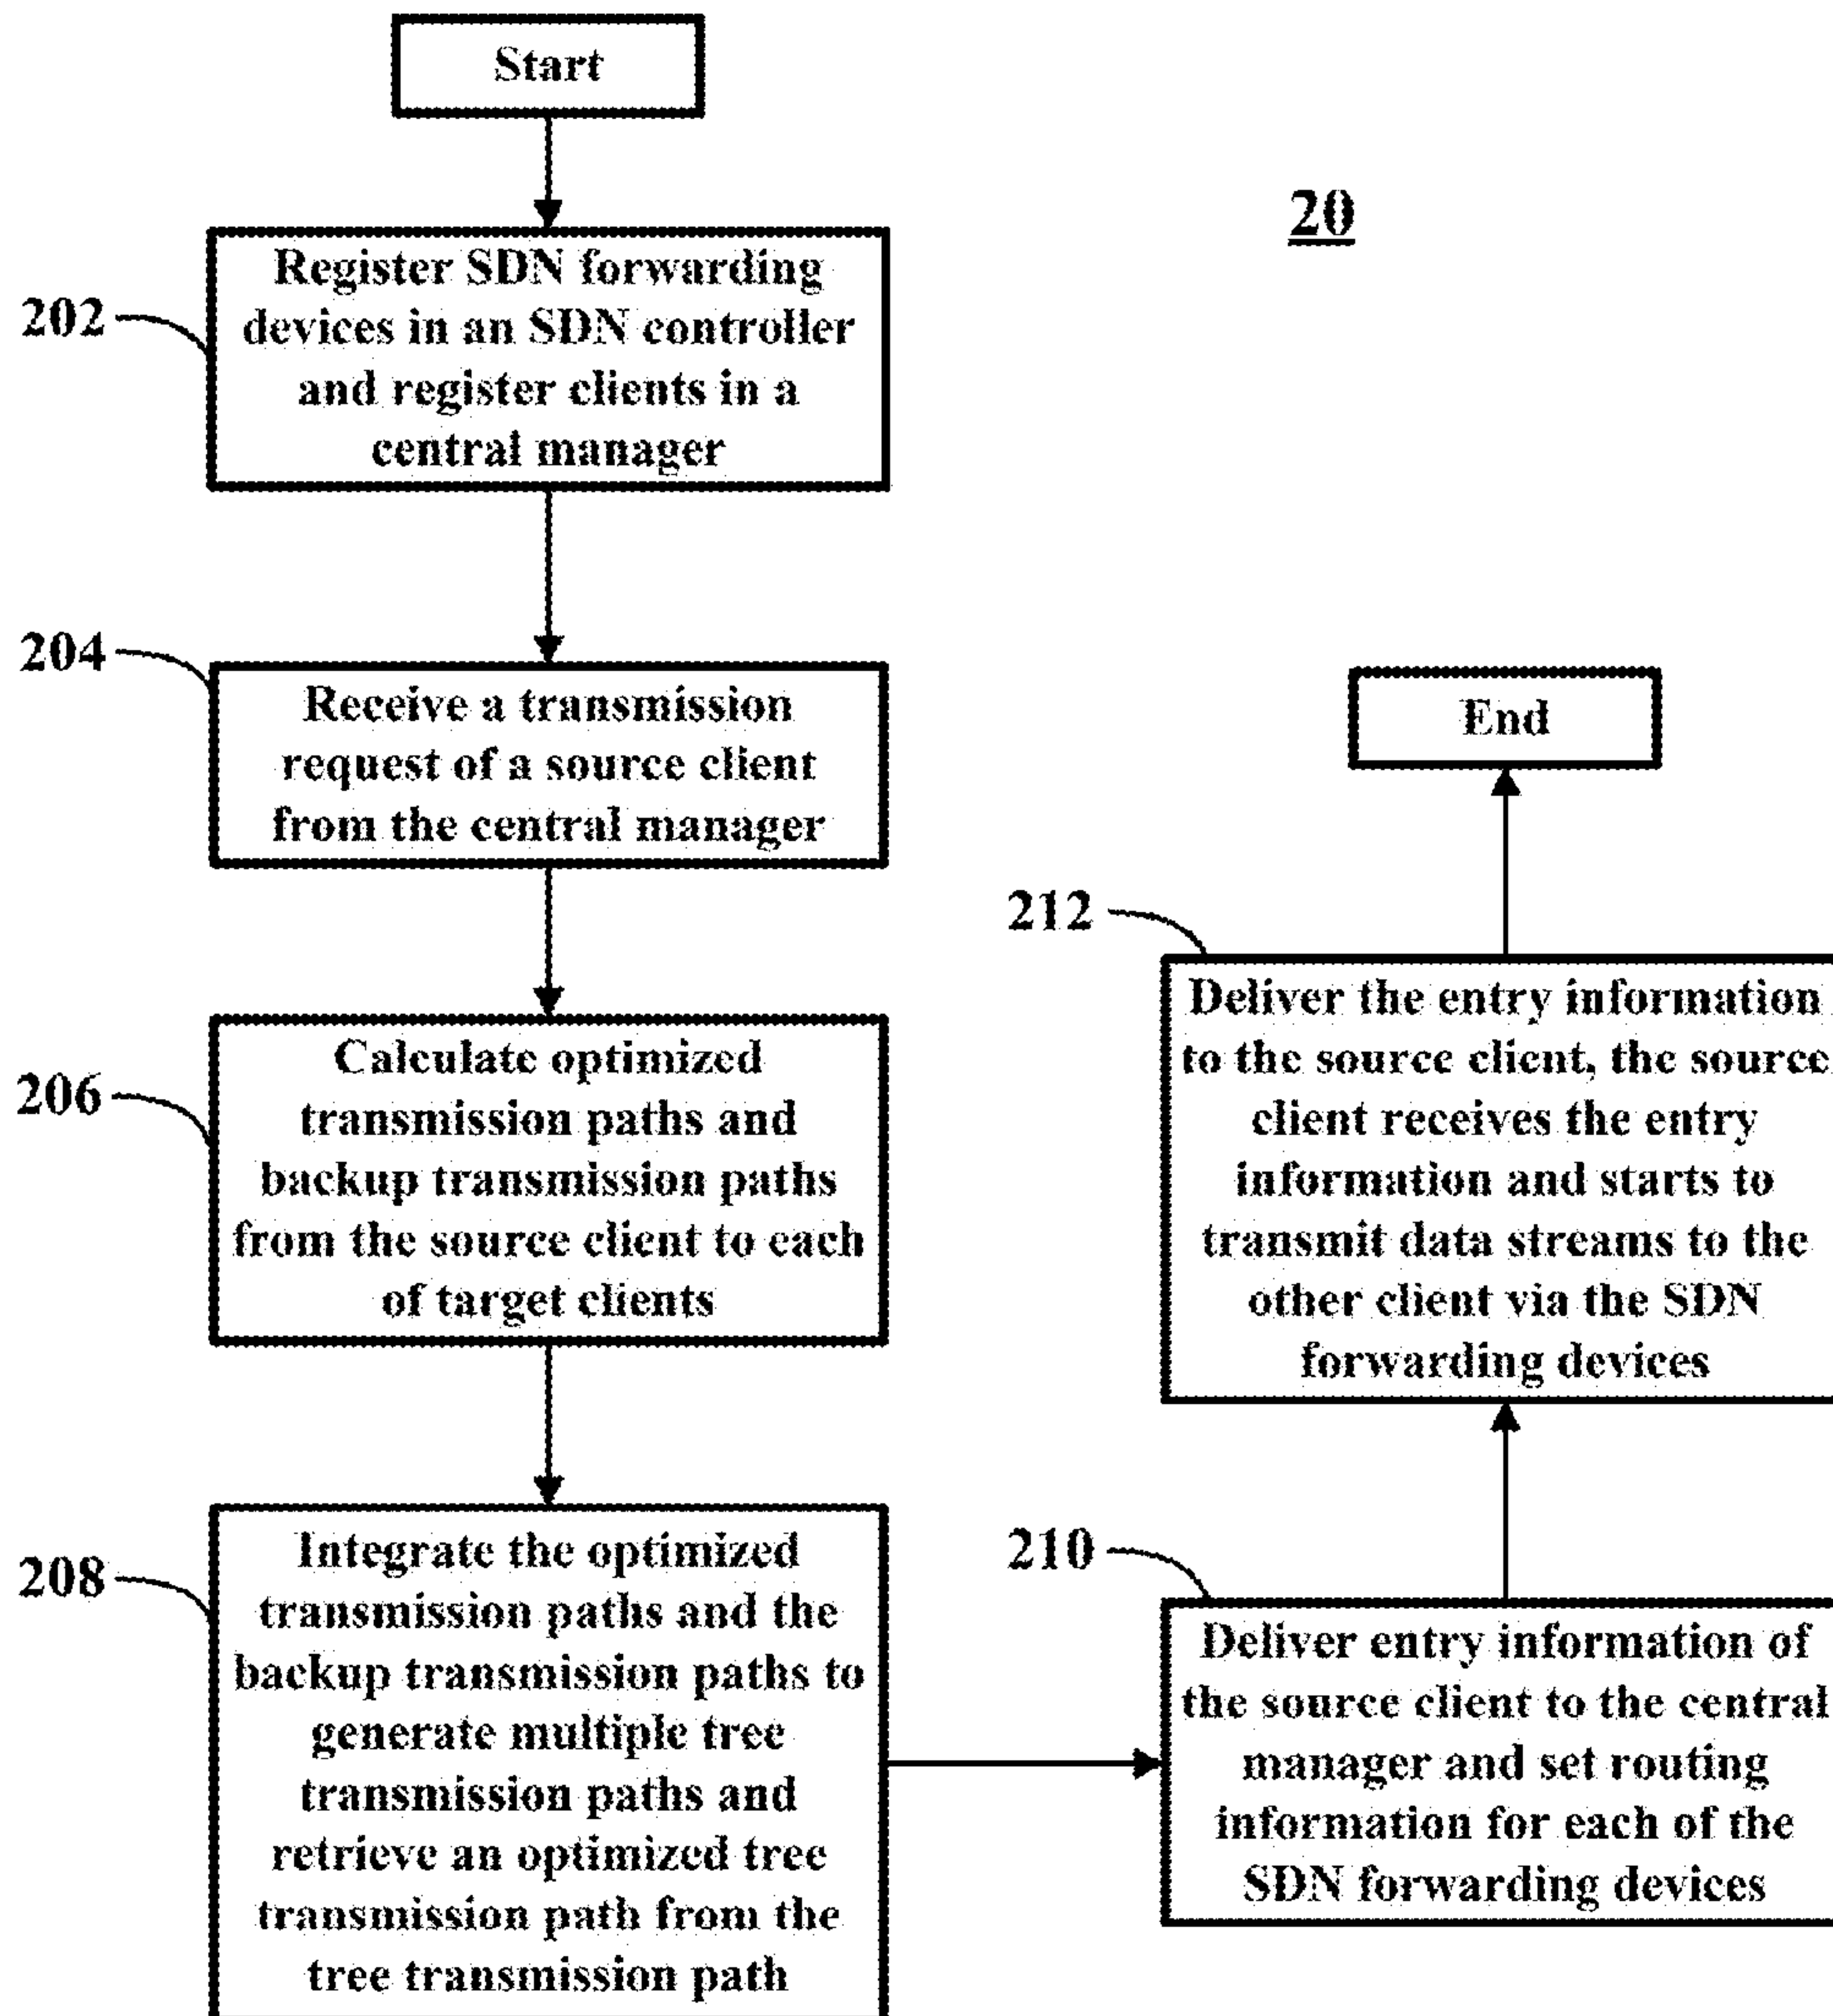 Start
20
202
Register SDN forwarding
devices in an SDN controller
and register clients in a
central manager
204
Receive a transmission
request of a source client
from the central manager
206
Calculate optimized
transmission paths and
backup transmission paths
from the source client to each
of target clients
208
Integrate the optimized
transmission paths and the
backup transmission paths to
generate multiple tree
transmission paths and
retrieve an optimized tree
transmission path from the
tree transmission path
210
Deliver entry information of
the source client to the central
manager and set routing
information for each of the
SDN forwarding devices
212
Deliver the entry information
to the source client, the source
client receives the entry
information and starts to
transmit data streams to the
other client via the SDN
forwarding devices
End